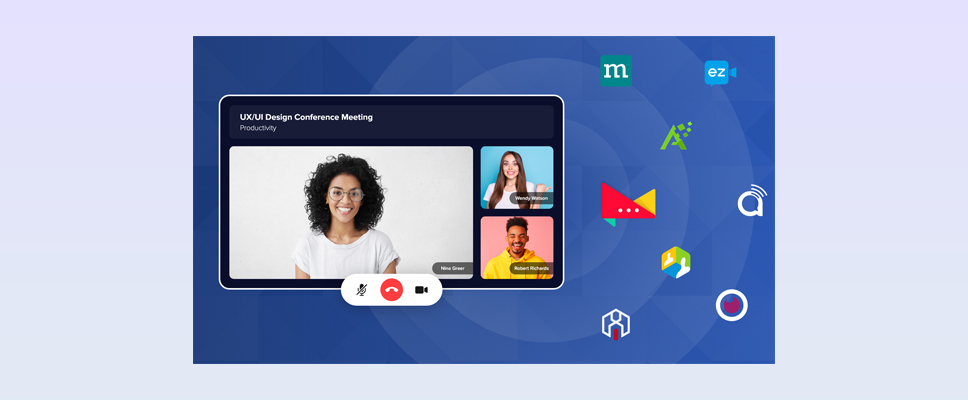 UX/UI Design Conference Meeting
Productivity
Wendy Watson
Nina Greer
Robert Richards
m
ez